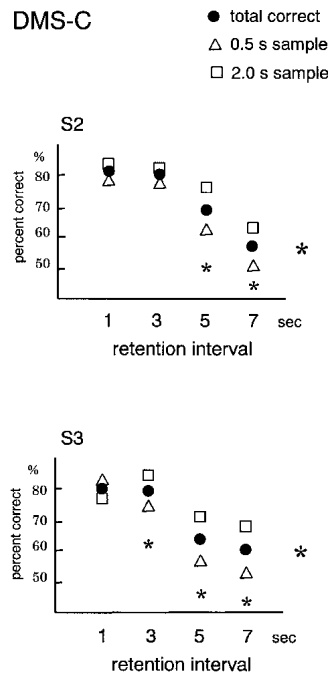 DMS-C
total correct
0.5 s sample
2.0 s sample
S2
%
percent correct
80
70
60
50
*
*
*
1 3 5 7 sec
retention interval
S3
%
percent correct
80
70
60
50
*
*
*
*
1 3 5 7 sec
retention interval